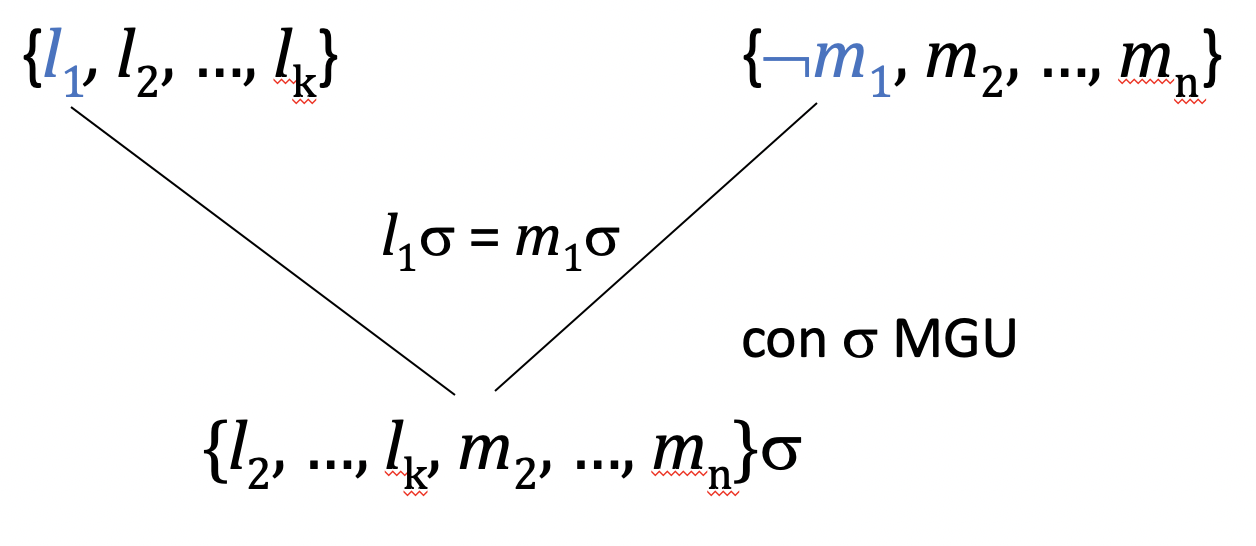 {l₁, l₂, ..., lₖ} {¬m₁, m₂, ..., mₙ}
l₁σ = m₁σ
con σ MGU
{l₂, ..., lₖ, m₂, ..., mₙ}σ